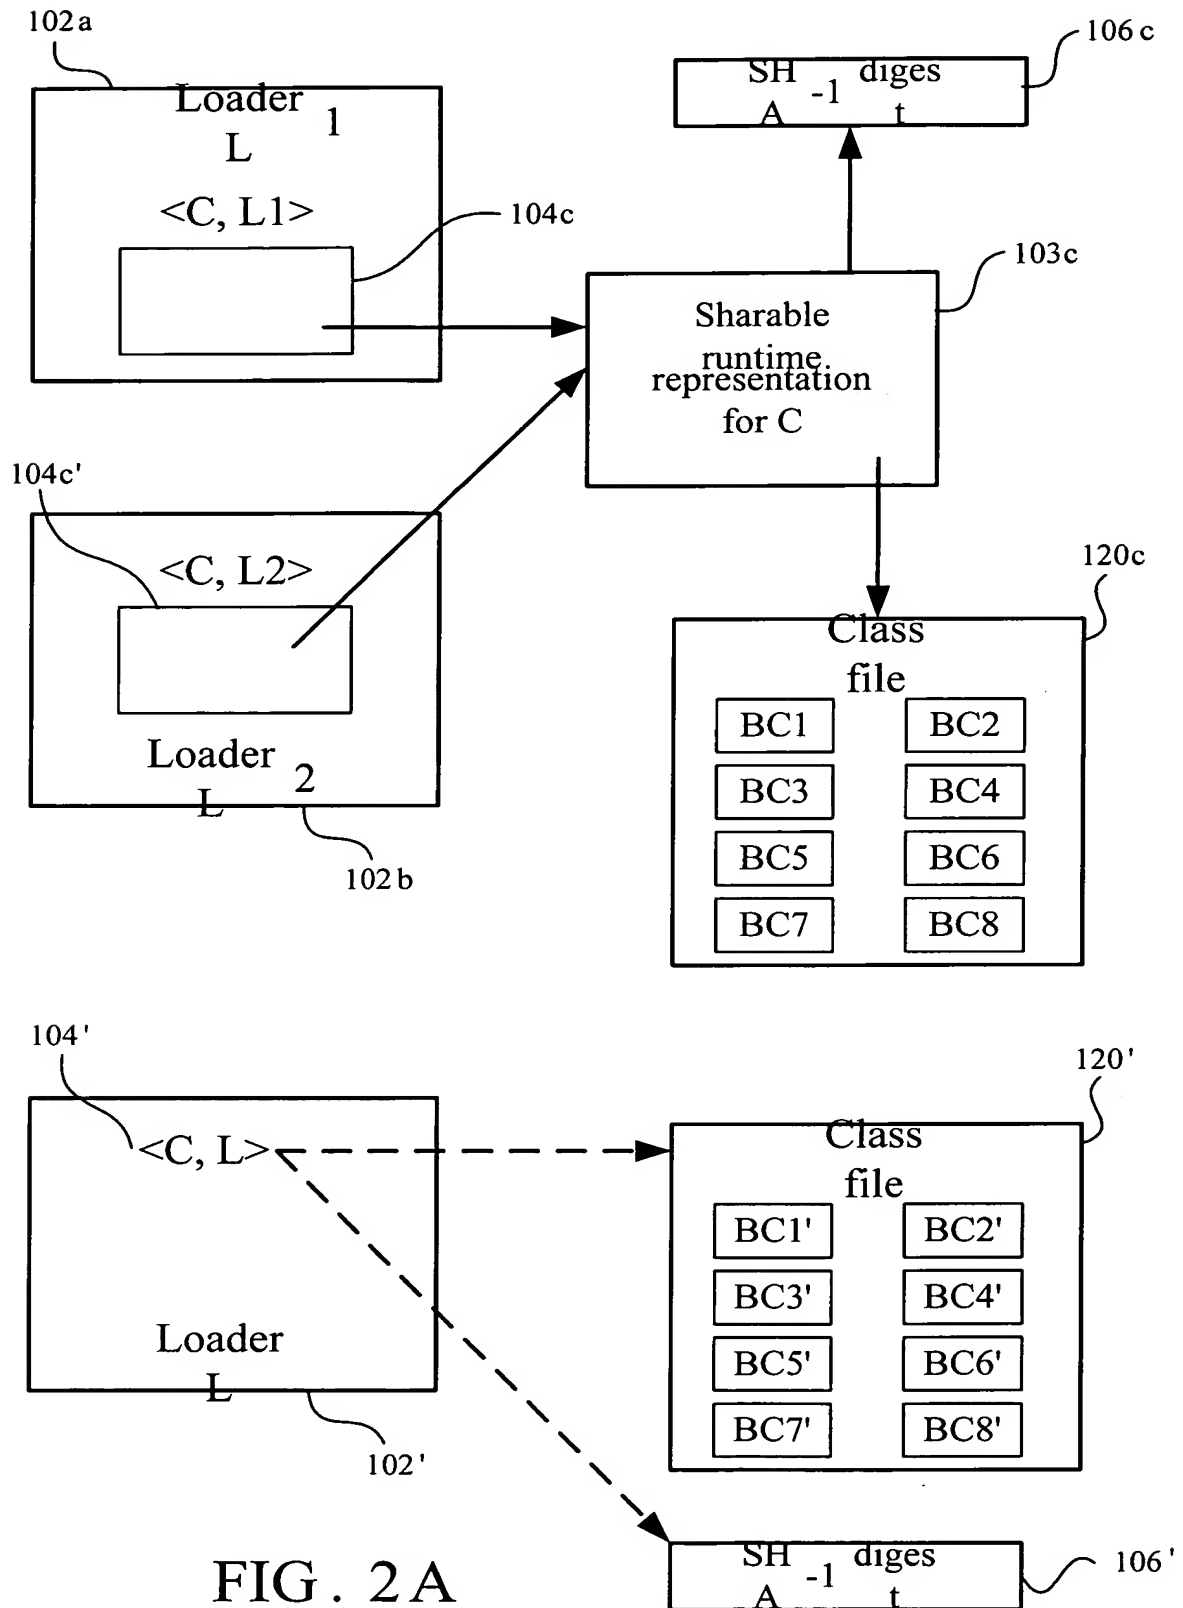 102a
106c
Loader
L 1
SH -1 diges
A t
<C, L1>
104c
103c
Sharable
runtime.
representation
for C
104c'
<C, L2>
120c
Class
file
BC1 BC2
BC3 BC4
BC5 BC6
BC7 BC8
Loader
L 2
102b
104'
120'
<C, L>
Class
file
BC1' BC2'
BC3' BC4'
BC5' BC6'
BC7' BC8'
Loader
L
102'
SH -1 diges
A t
106'
FIG. 2A